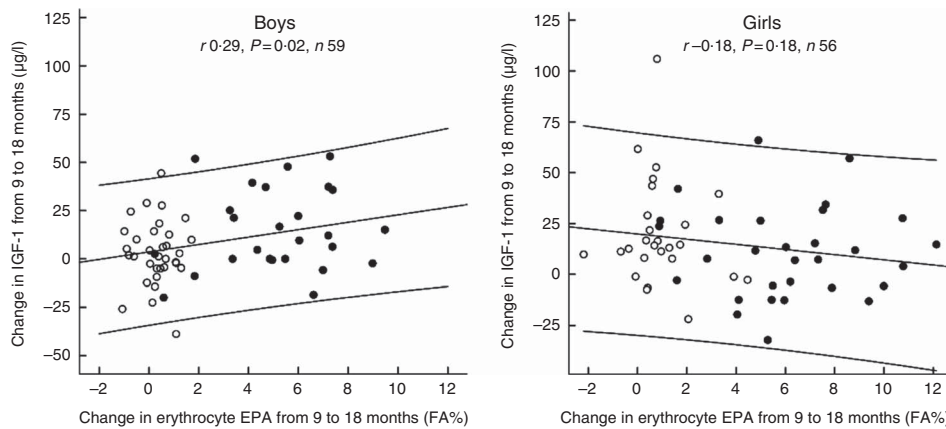 Boys
r 0·29, P=0·02, n 59
125
100
75
50
25
0
−25
−50
Change in IGF-1 from 9 to 18 months (µg/l)
−2 0 2 4 6 8 10 12
Change in erythrocyte EPA from 9 to 18 months (FA%)
Girls
r −0·18, P=0·18, n 56
125
100
75
50
25
0
−25
Change in IGF-1 from 9 to 18 months (µg/l)
−2 0 2 4 6 8 10 12
Change in erythrocyte EPA from 9 to 18 months (FA%)